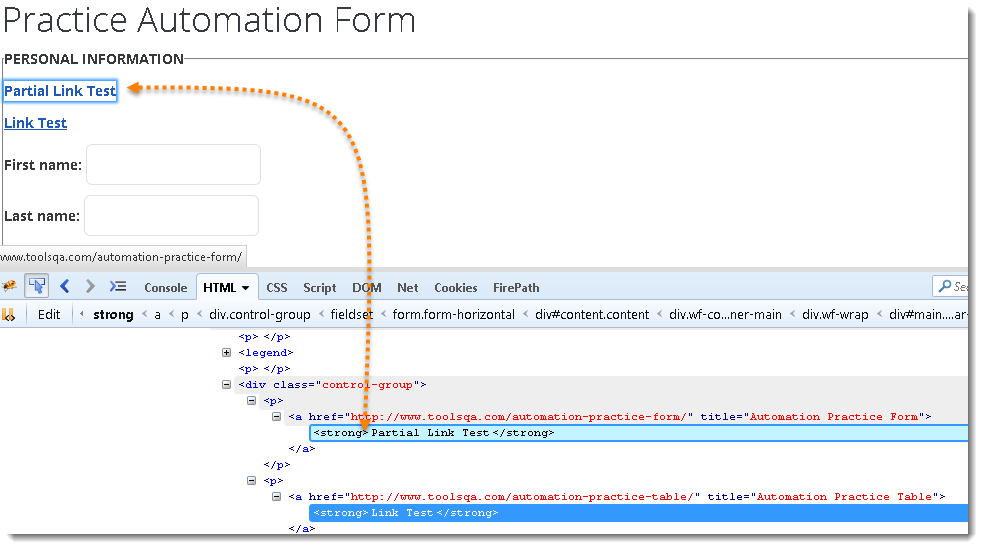 Practice Automation Form
PERSONAL INFORMATION
Partial Link Test
Link Test
First name:
Last name:
www.toolsqa.com/automation-practice-form/
Console HTML CSS Script DOM Net Cookies FirePath
Edit strong < a < p < div.control-group < fieldset < form.form-horizontal < div#content.content < div.wf-co...ner-main < div.wf-wrap < div#main....ar-
<p> </p>
<legend>
<p> </p>
<div class="control-group">
<p>
<a href="http://www.toolsqa.com/automation-practice-form/" title="Automation Practice Form">
<strong>Partial Link Test</strong>
</a>
</p>
<p>
<a href="http://www.toolsqa.com/automation-practice-table/" title="Automation Practice Table">
<strong>Link Test</strong>
</a>